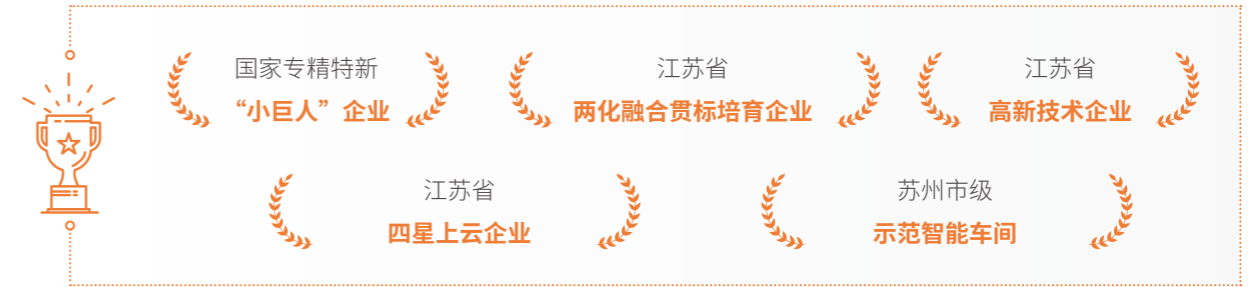 国家专精特新
“小巨人”企业
江苏省
两化融合贯标培育企业
江苏省
高新技术企业
江苏省
四星上云企业
苏州市级
示范智能车间